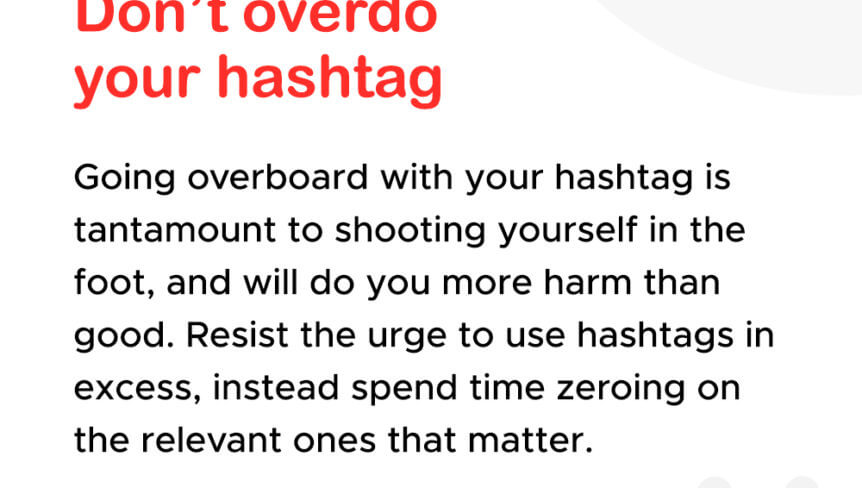 Don't overdo
your hashtag
Going overboard with your hashtag is
tantamount to shooting yourself in the
foot, and will do you more harm than
good. Resist the urge to use hashtags in
excess, instead spend time zeroing on
the relevant ones that matter.